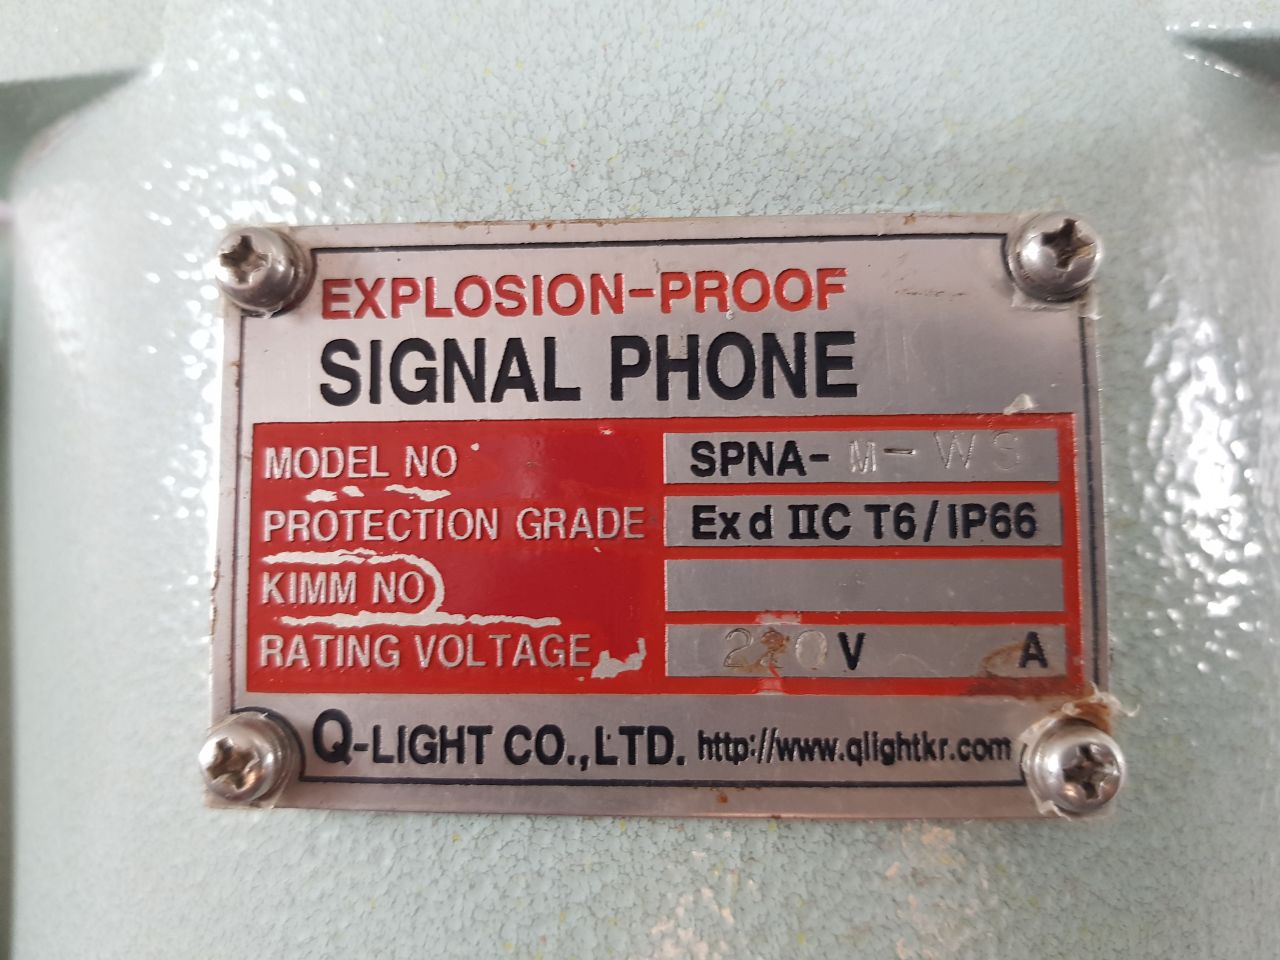 EXPLOSION-PROOF
SIGNAL PHONE
MODEL NO SPNA-M-WS
PROTECTION GRADE Ex d IIC T6/IP66
KIMM NO
RATING VOLTAGE 220 V A
Q-LIGHT CO.,LTD. http://www.qlightkr.com